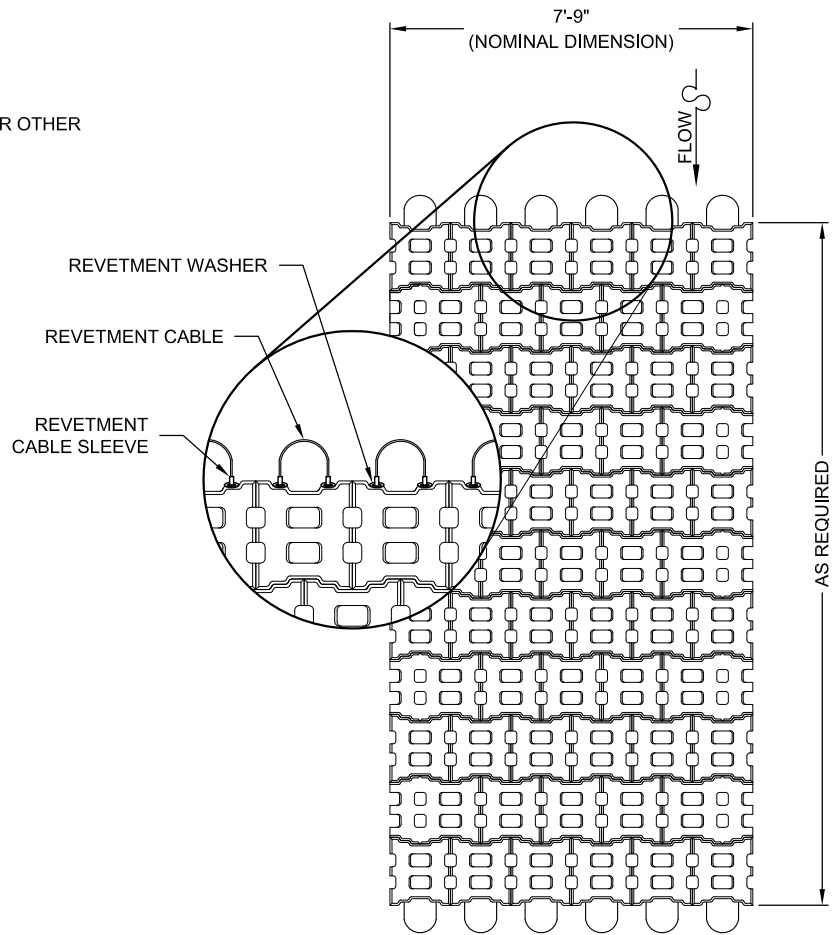 7'-9"
(NOMINAL DIMENSION)
R OTHER
FLOW
REVETMENT WASHER
REVETMENT CABLE
REVETMENT
CABLE SLEEVE
AS REQUIRED